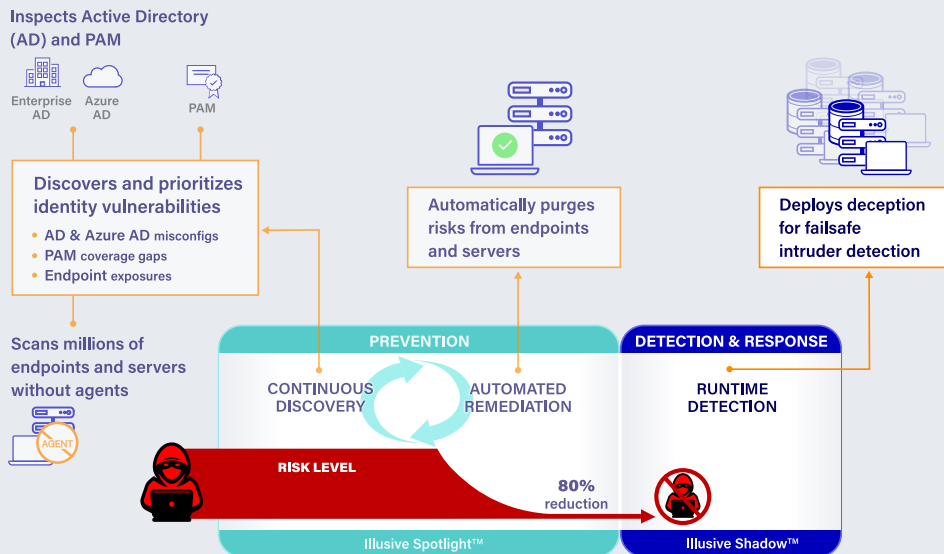 Inspects Active Directory
(AD) and PAM
Enterprise
AD
Azure
AD
PAM
Discovers and prioritizes
identity vulnerabilities
• AD & Azure AD misconfigs
• PAM coverage gaps
• Endpoint exposures
Scans millions of
endpoints and servers
without agents
AGENT
Automatically purges
risks from endpoints
and servers
Deploys deception
for failsafe
intruder detection
PREVENTION
DETECTION & RESPONSE
CONTINUOUS
DISCOVERY
AUTOMATED
REMEDIATION
RUNTIME
DETECTION
RISK LEVEL
80%
reduction
Illusive Spotlight™
Illusive Shadow™